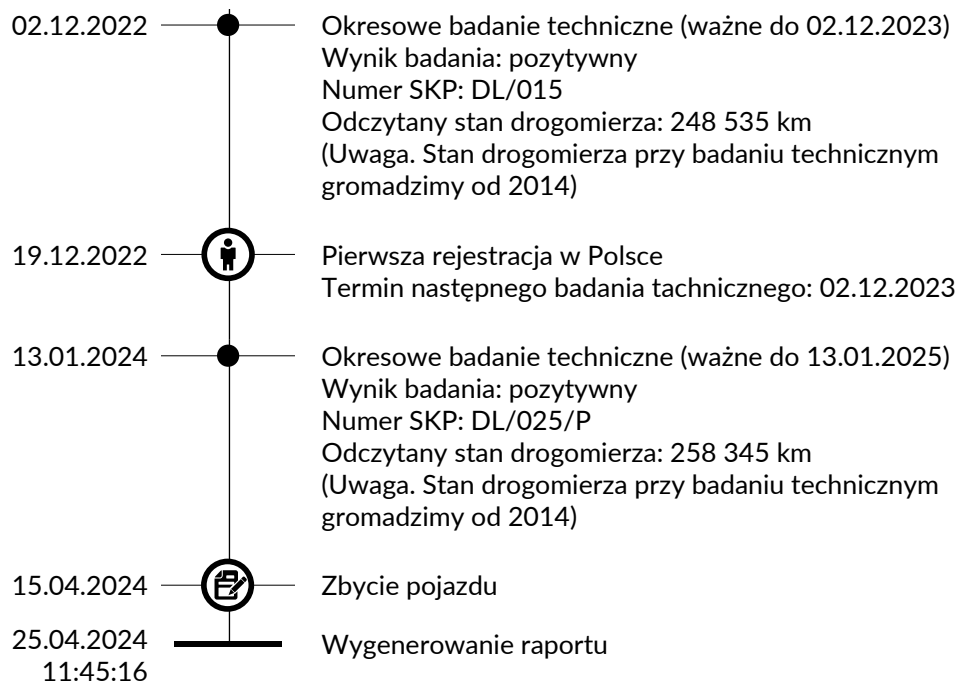 02.12.2022
Okresowe badanie techniczne (ważne do 02.12.2023)
Wynik badania: pozytywny
Numer SKP: DL/015
Odczytany stan drogomierza: 248 535 km
(Uwaga. Stan drogomierza przy badaniu technicznym
gromadzimy od 2014)
19.12.2022
Pierwsza rejestracja w Polsce
Termin następnego badania tachnicznego: 02.12.2023
13.01.2024
Okresowe badanie techniczne (ważne do 13.01.2025)
Wynik badania: pozytywny
Numer SKP: DL/025/P
Odczytany stan drogomierza: 258 345 km
(Uwaga. Stan drogomierza przy badaniu technicznym
gromadzimy od 2014)
15.04.2024
Zbycie pojazdu
25.04.2024
11:45:16
Wygenerowanie raportu